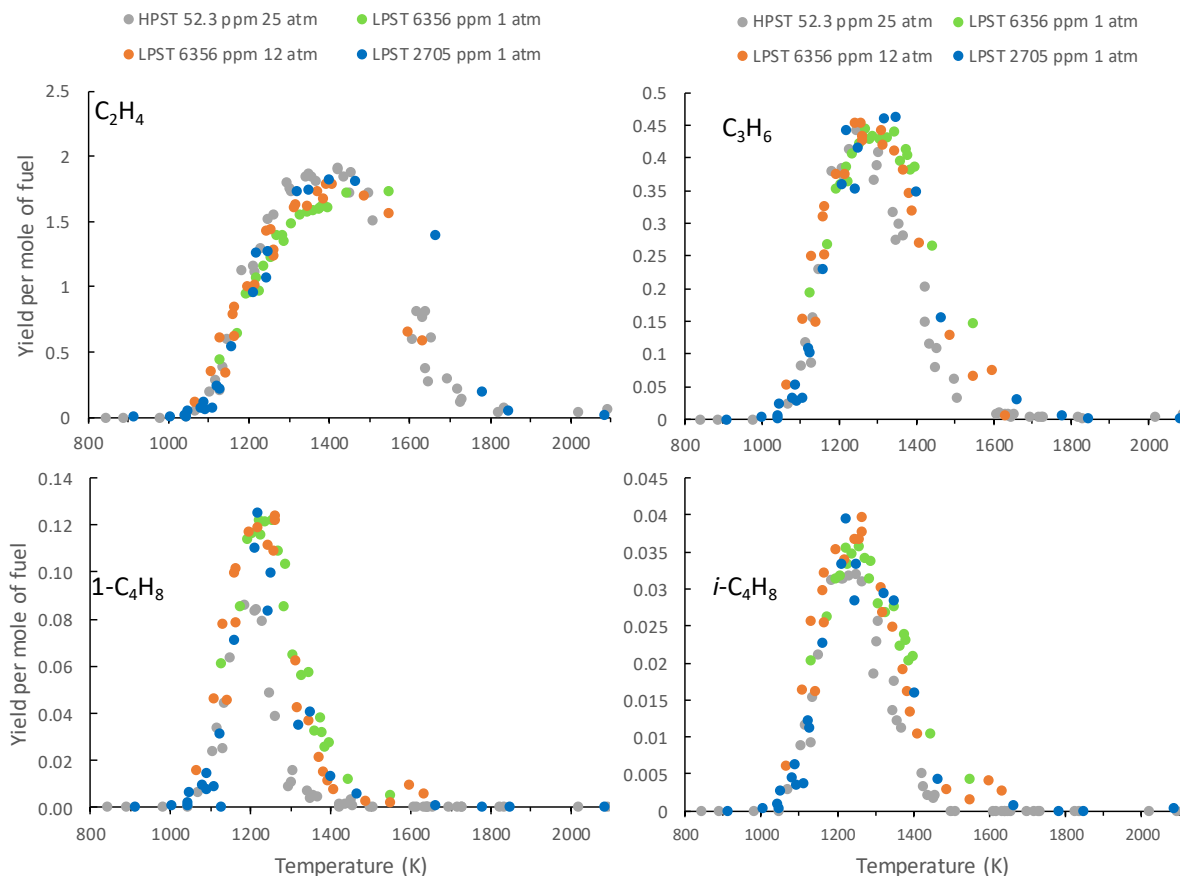 HPST 52.3 ppm 25 atm LPST 6356 ppm 1 atm
LPST 6356 ppm 12 atm LPST 2705 ppm 1 atm
HPST 52.3 ppm 25 atm LPST 6356 ppm 1 atm
LPST 6356 ppm 12 atm LPST 2705 ppm 1 atm
C₂H₄
Yield per mole of fuel
2.5
2
1.5
1
0.5
0
800 1000 1200 1400 1600 1800 2000
C₃H₆
0.5
0.45
0.4
0.35
0.3
0.25
0.2
0.15
0.1
0.05
0
800 1000 1200 1400 1600 1800 2000
1-C₄H₈
Yield per mole of fuel
0.14
0.12
0.10
0.08
0.06
0.04
0.02
0.00
800 1000 1200 1400 1600 1800 2000
Temperature (K)
i-C₄H₈
0.045
0.04
0.035
0.03
0.025
0.02
0.015
0.01
0.005
0
800 1000 1200 1400 1600 1800 2000
Temperature (K)